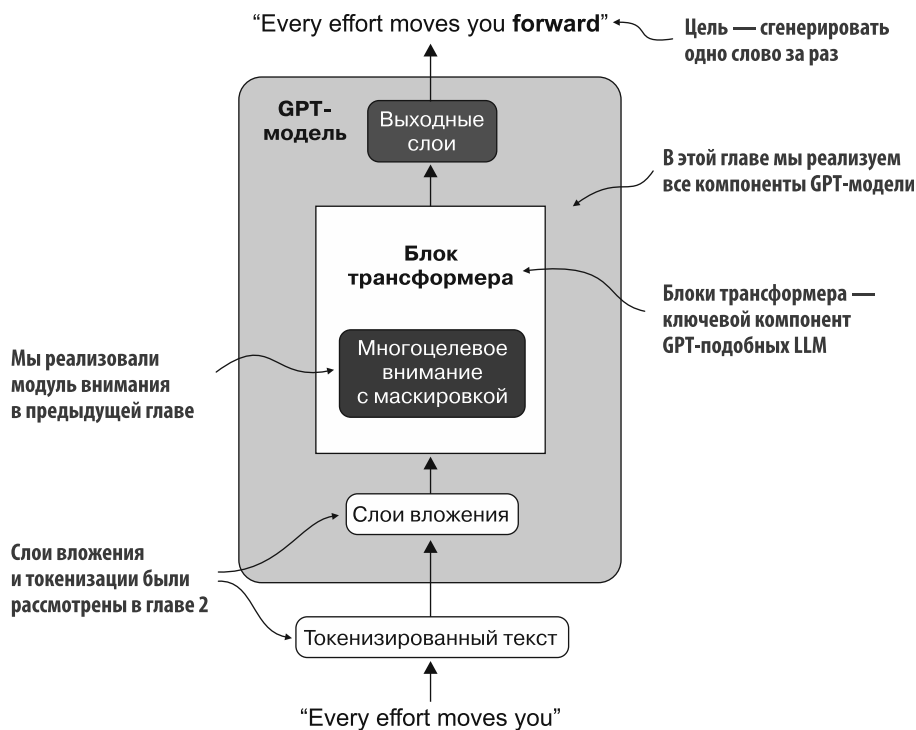 “Every effort moves you forward”
Цель — сгенерировать
одно слово за раз
GPT-
модель
Выходные
слои
В этой главе мы реализуем
все компоненты GPT-модели
Блок
трансформера
Блоки трансформера —
ключевой компонент
GPT-подобных LLM
Мы реализовали
модуль внимания
в предыдущей главе
Многоцелевое
внимание
с маскировкой
Слои вложения
Слои вложения
и токенизации были
рассмотрены в главе 2
Токенизированный текст
“Every effort moves you”